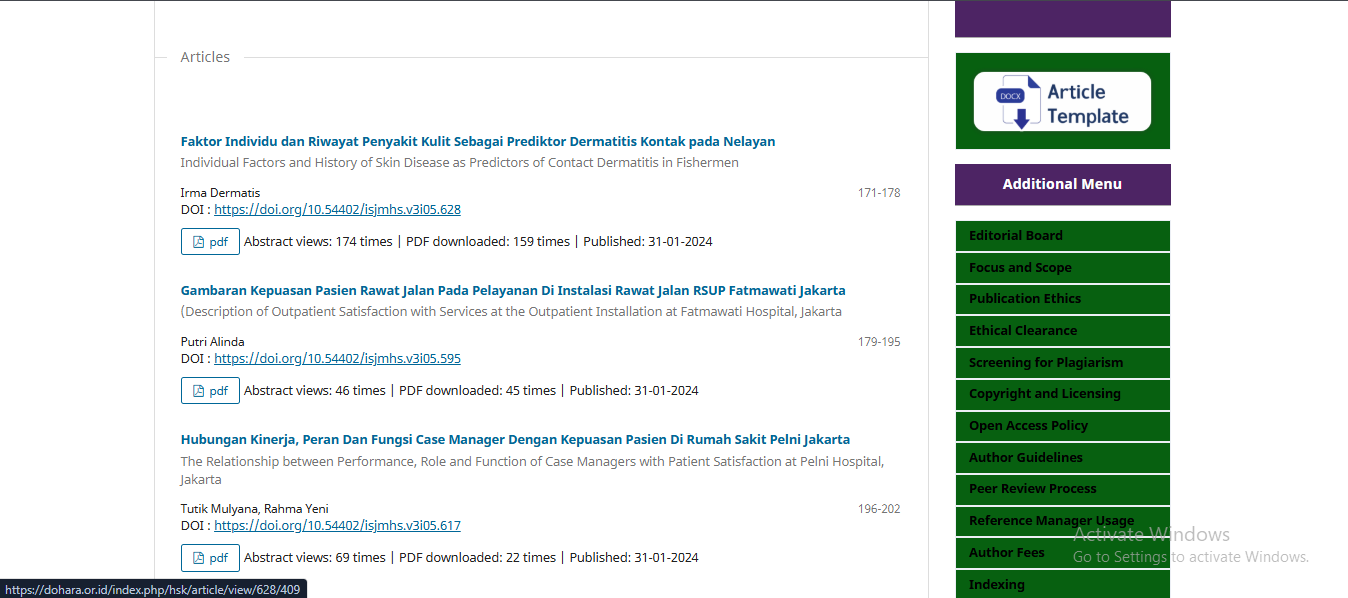 Articles
Faktor Individu dan Riwayat Penyakit Kulit Sebagai Prediktor Dermatitis Kontak pada Nelayan
Individual Factors and History of Skin Disease as Predictors of Contact Dermatitis in Fishermen
Irma Dermatis
171-178
DOI : https://doi.org/10.54402/isjmhs.v3i05.628
pdf Abstract views: 174 times | PDF downloaded: 159 times | Published: 31-01-2024
Gambaran Kepuasan Pasien Rawat Jalan Pada Pelayanan Di Instalasi Rawat Jalan RSUP Fatmawati Jakarta
(Description of Outpatient Satisfaction with Services at the Outpatient Installation at Fatmawati Hospital, Jakarta
Putri Alinda
179-195
DOI : https://doi.org/10.54402/isjmhs.v3i05.595
pdf Abstract views: 46 times | PDF downloaded: 45 times | Published: 31-01-2024
Hubungan Kinerja, Peran Dan Fungsi Case Manager Dengan Kepuasan Pasien Di Rumah Sakit Pelni Jakarta
The Relationship between Performance, Role and Function of Case Managers with Patient Satisfaction at Pelni Hospital,
Jakarta
Tutik Mulyana, Rahma Yeni
196-202
DOI : https://doi.org/10.54402/isjmhs.v3i05.617
pdf Abstract views: 69 times | PDF downloaded: 22 times | Published: 31-01-2024
https://dohara.or.id/index.php/hsk/article/view/628/409
DOCX
Article
Template
Additional Menu
Editorial Board
Focus and Scope
Publication Ethics
Ethical Clearance
Screening for Plagiarism
Copyright and Licensing
Open Access Policy
Author Guidelines
Peer Review Process
Reference Manager Usage
Author Fees
Indexing
Activate Windows
Go to Settings to activate Windows.